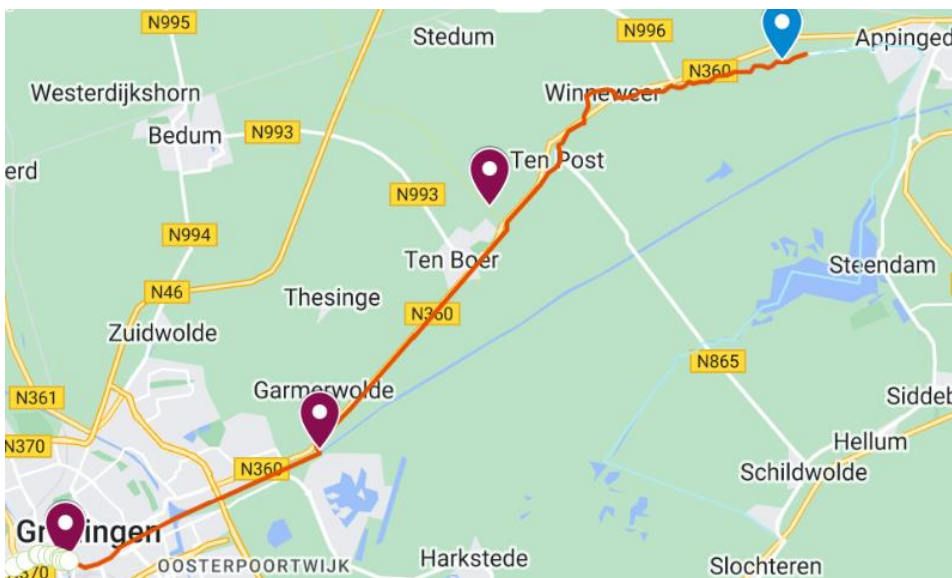 N995
Stedum
N996
Appinged
Westerdijkshorn
N360
Winneweer
Bedum
N993
Ten Post
erd
N993
N994
Ten Boer
Steendam
N46
Thesinge
N360
Zuidwolde
N865
Garmerwolde
N361
Siddeb
N370
Hellum
N360
Schildwolde
Groningen
N370
OOSTERPOORTWIJK
Harkstede
Slochteren